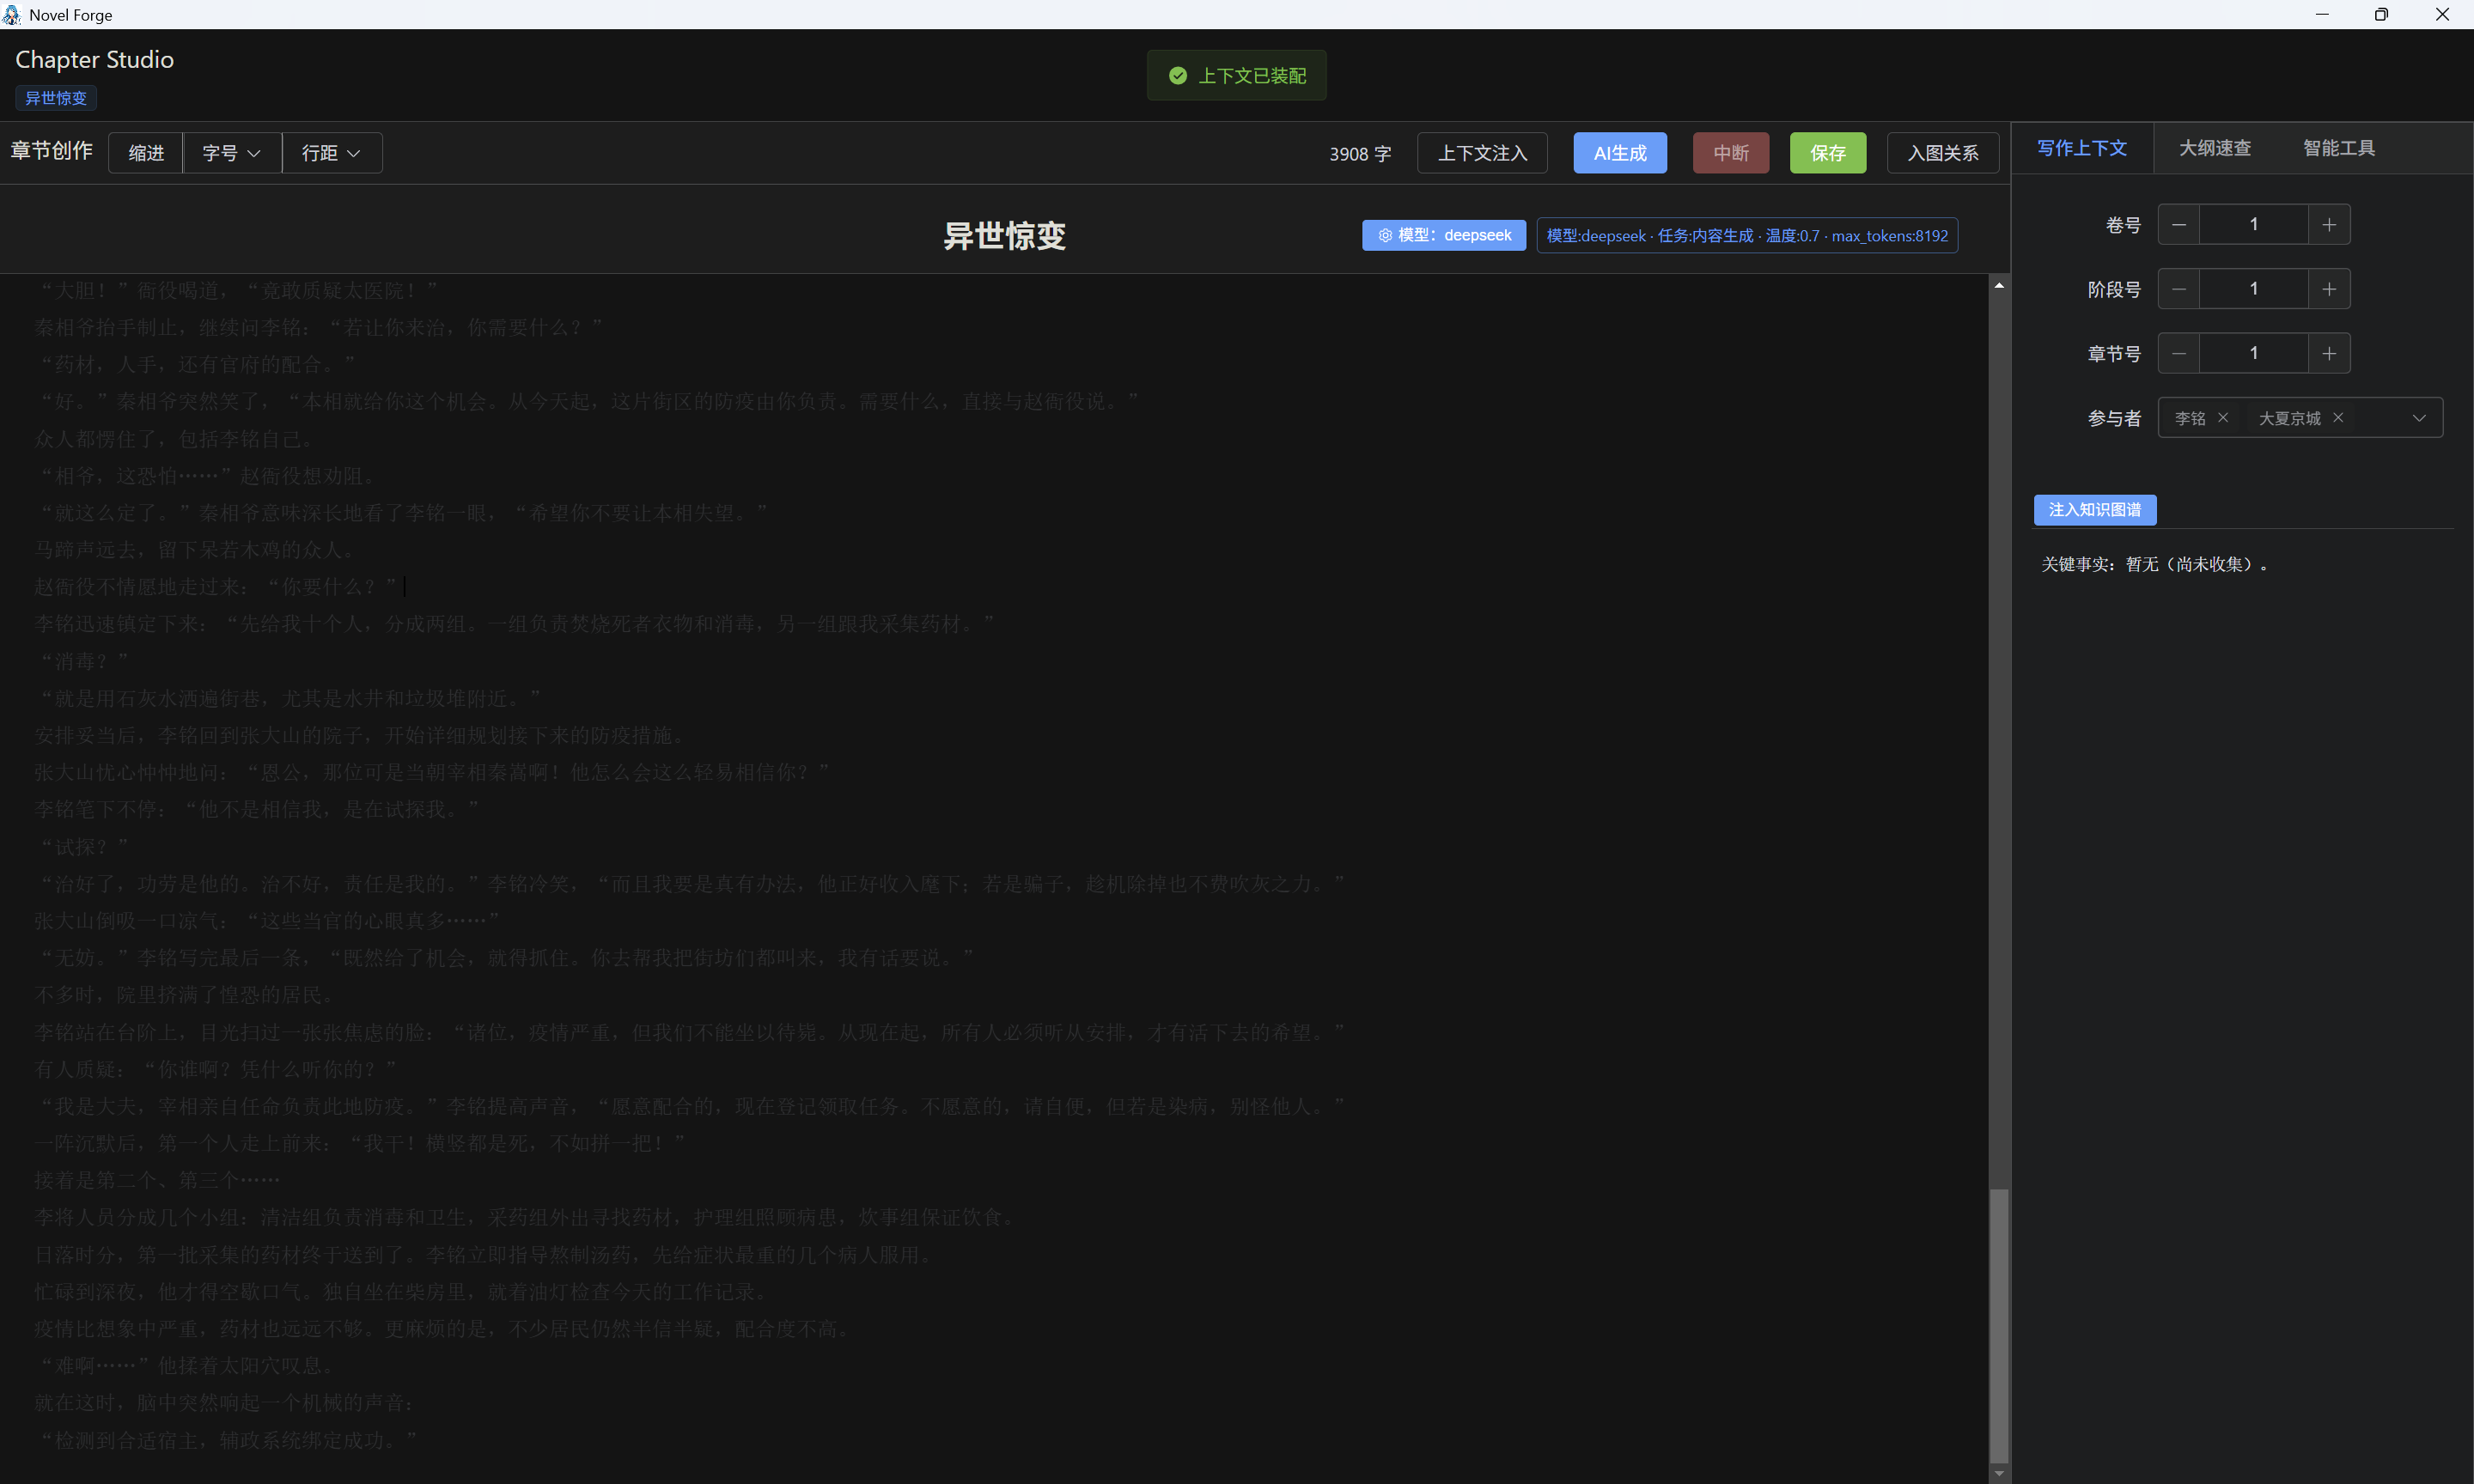 Novel Forge
Chapter Studio
异世惊变
上下文已装配
章节创作 缩进 字号 行距 3908 字 上下文注入 AI生成 中断 保存 入图关系
写作上下文 大纲速查 智能工具
异世惊变
模型：deepseek
模型:deepseek · 任务:内容生成 · 温度:0.7 · max_tokens:8192
“大胆！”衙役喝道，“竟敢质疑太医院！”
秦相爷抬手制止，继续问李铭：“若让你来治，你需要什么？”
“药材，人手，还有官府的配合。”
“好。”秦相爷突然笑了，“本相就给你这个机会。从今天起，这片街区的防疫由你负责。需要什么，直接与赵衙役说。”
众人都愣住了，包括李铭自己。
“相爷，这恐怕……”赵衙役想劝阻。
“就这么定了。”秦相爷意味深长地看了李铭一眼，“希望你不要让本相失望。”
马蹄声远去，留下呆若木鸡的众人。
赵衙役不情愿地走过来：“你要什么？”
李铭迅速镇定下来：“先给我十个人，分成两组。一组负责焚烧死者衣物和消毒，另一组跟我采集药材。”
“消毒？”
“就是用石灰水洒遍街巷，尤其是水井和垃圾堆附近。”
安排妥当后，李铭回到张大山的院子，开始详细规划接下来的防疫措施。
张大山忧心忡忡地问：“恩公，那位可是当朝宰相秦嵩啊！他怎么会这么轻易相信你？”
李铭笔下不停：“他不是相信我，是在试探我。”
“试探？”
“治好了，功劳是他的。治不好，责任是我的。”李铭冷笑，“而且我要是真有办法，他正好收入麾下；若是骗子，趁机除掉也不费吹灰之力。”
张大山倒吸一口凉气：“这些当官的心眼真多……”
“无妨。”李铭写完最后一条，“既然给了机会，就得抓住。你去帮我把街坊们都叫来，我有话要说。”
不多时，院里挤满了惶恐的居民。
李铭站在台阶上，目光扫过一张张焦虑的脸：“诸位，疫情严重，但我们不能坐以待毙。从现在起，所有人必须听从安排，才有活下去的希望。”
有人质疑：“你谁啊？凭什么听你的？”
“我是大夫，宰相亲自任命负责此地防疫。”李铭提高声音，“愿意配合的，现在登记领取任务。不愿意的，请自便，但若是染病，别怪他人。”
一阵沉默后，第一个人走上前来：“我干！横竖都是死，不如拼一把！”
接着是第二个、第三个……
李将人员分成几个小组：清洁组负责消毒和卫生，采药组外出寻找药材，护理组照顾病患，炊事组保证饮食。
日落时分，第一批采集的药材终于送到了。李铭立即指导熬制汤药，先给症状最重的几个病人服用。
忙碌到深夜，他才得空歇口气。独自坐在柴房里，就着油灯检查今天的工作记录。
疫情比想象中严重，药材也远远不够。更麻烦的是，不少居民仍然半信半疑，配合度不高。
“难啊……”他揉着太阳穴叹息。
就在这时，脑中突然响起一个机械的声音：
“检测到合适宿主，辅政系统绑定成功。”
卷号 1
阶段号 1
章节号 1
参与者 李铭 大夏京城
注入知识图谱
关键事实：暂无（尚未收集）。